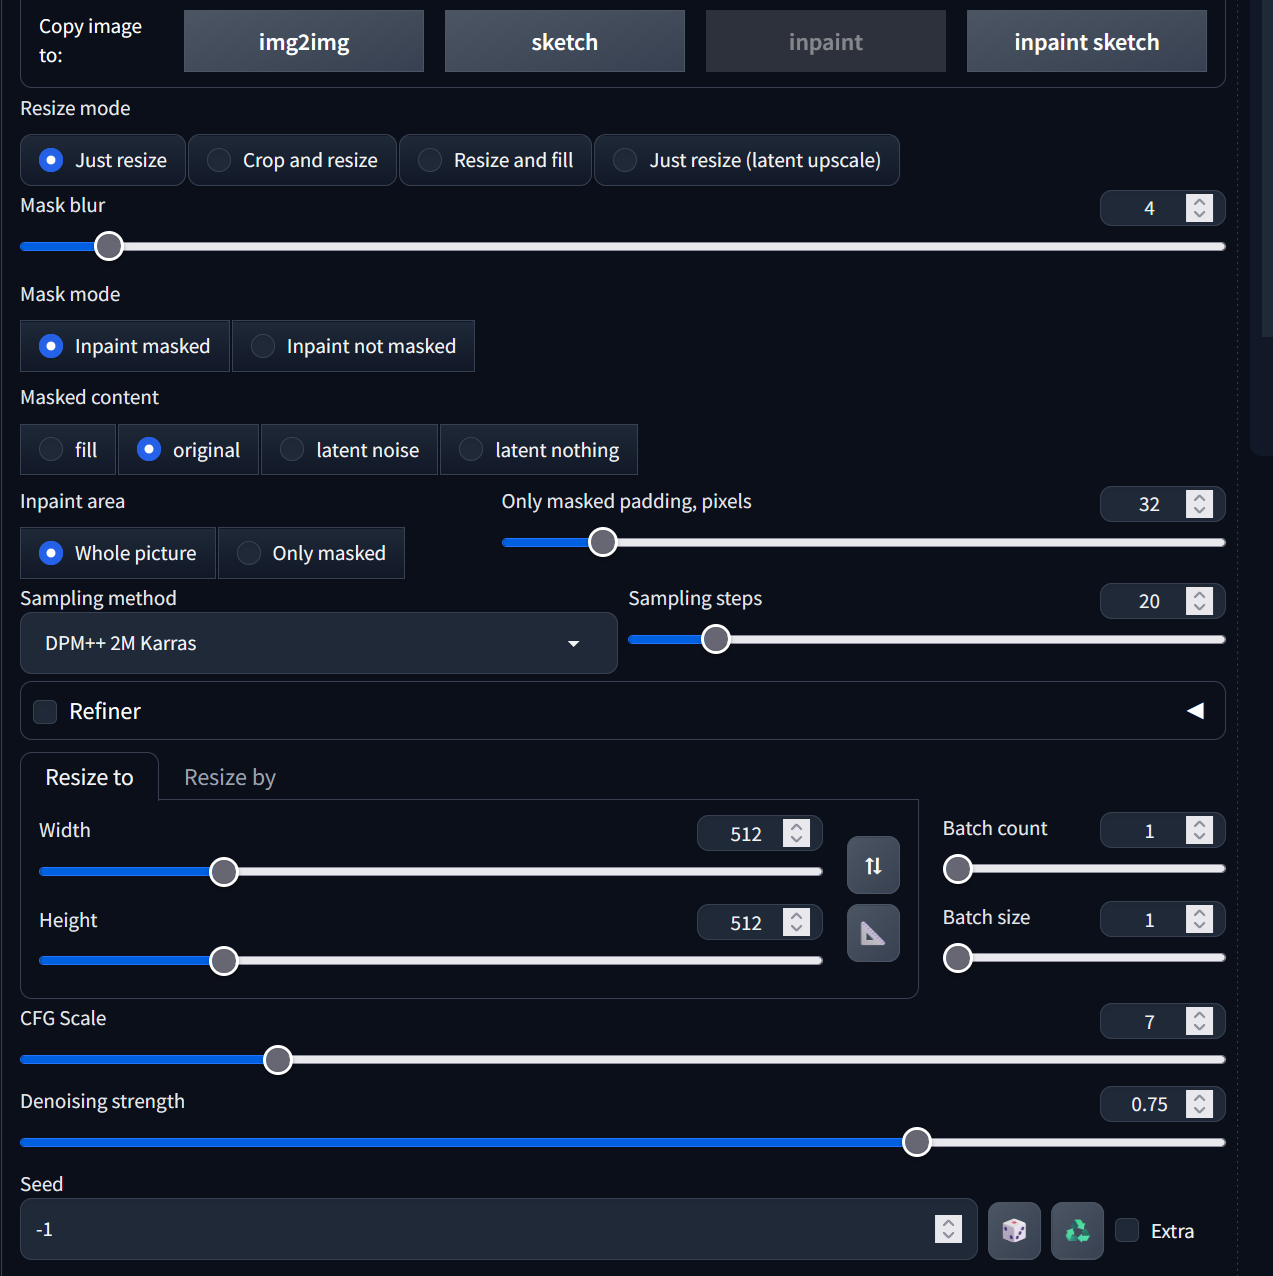 Copy image
to:
img2img
sketch
inpaint
inpaint sketch
Resize mode
Just resize
Crop and resize
Resize and fill
Just resize (latent upscale)
Mask blur
4
Mask mode
Inpaint masked
Inpaint not masked
Masked content
fill
original
latent noise
latent nothing
Inpaint area
Whole picture
Only masked
Only masked padding, pixels
32
Sampling method
DPM++ 2M Karras
Sampling steps
20
Refiner
Resize to
Resize by
Width
512
Height
512
Batch count
1
Batch size
1
CFG Scale
7
Denoising strength
0.75
Seed
-1
Extra